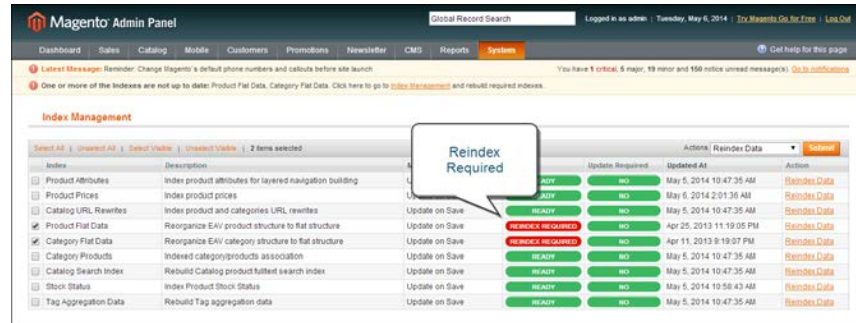 Magento Admin Panel
Global Record Search
Logged in as admin | Tuesday, May 6, 2014 | Try Magento Go for Free | Log Out
Dashboard Sales Catalog Mobile Customers Promotions Newsletter CMS Reports System
Get help for this page
Latest Message: Reminder: Change Magento's default phone numbers and callouts before site launch
You have 1 critical, 5 major, 19 minor and 150 notice unread message(s). Go to notifications
One or more of the Indexes are not up to date: Product Flat Data, Category Flat Data. Click here to go to Index Management and rebuild required indexes.
Index Management
Select All | Unselect All | Select Visible | Unselect Visible | 2 items selected
Actions Reindex Data Submit
Reindex
Required
Index Description Update Required Updated At Action
Product Attributes Index product attributes for layered navigation building READY NO May 5, 2014 10:47:35 AM Reindex Data
Product Prices Index product prices NO May 5, 2014 2:01:36 AM Reindex Data
Catalog URL Rewrites Index product and categories URL rewrites Update on Save READY NO May 5, 2014 10:47:35 AM Reindex Data
Product Flat Data Reorganize EAV product structure to flat structure Update on Save REINDEX REQUIRED NO Apr 25, 2013 11:19:05 PM Reindex Data
Category Flat Data Reorganize EAV category structure to flat structure Update on Save REINDEX REQUIRED NO Apr 11, 2013 9:19:07 PM Reindex Data
Category Products Indexed category/products association Update on Save READY NO May 5, 2014 10:47:35 AM Reindex Data
Catalog Search Index Rebuild Catalog product fulltext search index Update on Save READY NO May 5, 2014 10:47:35 AM Reindex Data
Stock Status Index Product Stock Status Update on Save READY NO May 5, 2014 10:58:43 AM Reindex Data
Tag Aggregation Data Rebuild Tag aggregation data Update on Save READY NO May 5, 2014 10:47:35 AM Reindex Data